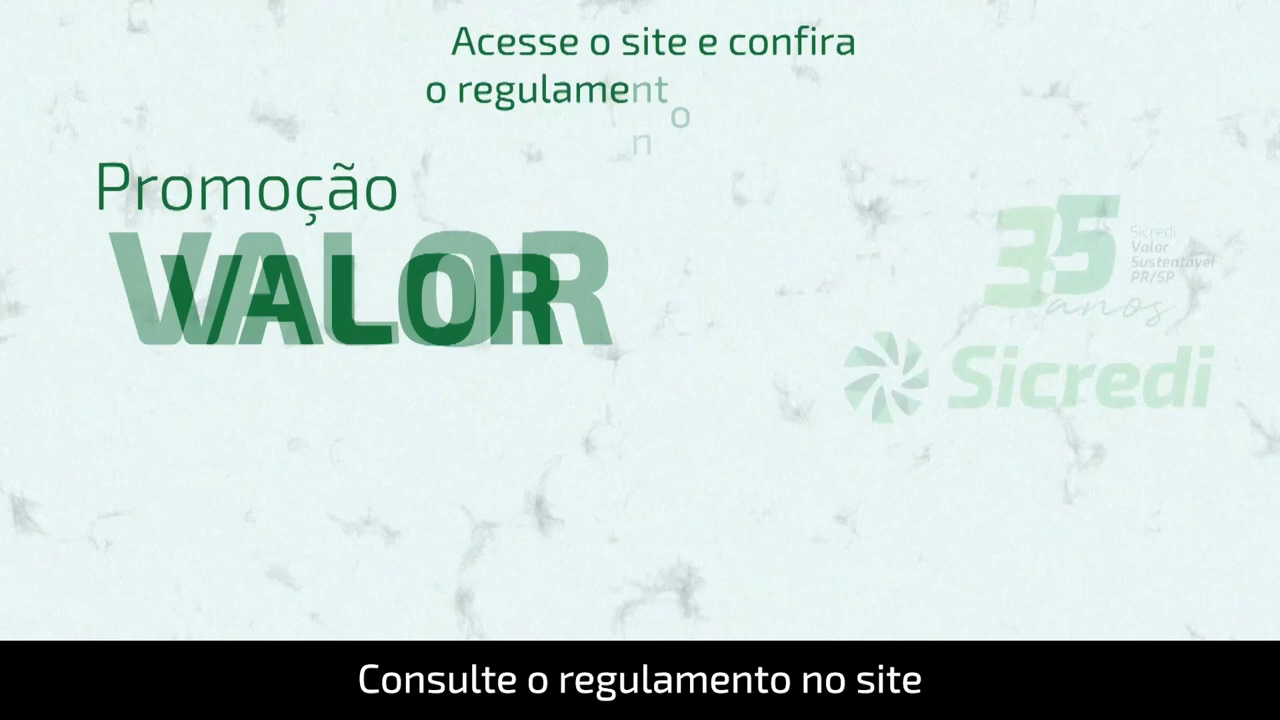 Acesse o site e confira
o regulamento
n
Promoção
VALOR
35
Sicredi
Valor
Sustentável
PR/SP
anos
Sicredi
Consulte o regulamento no site